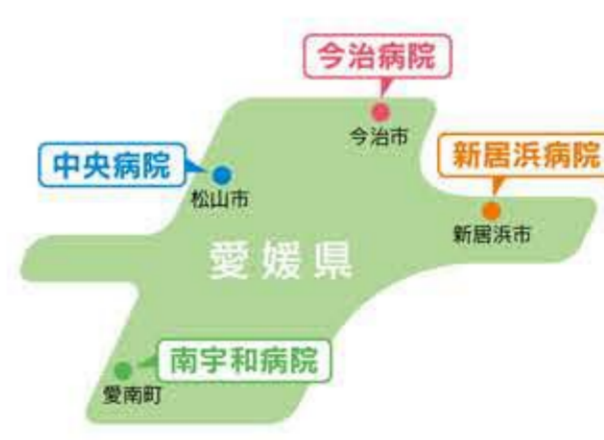 今治病院
今治市
中央病院
松山市
新居浜病院
新居浜市
愛媛県
南宇和病院
愛南町